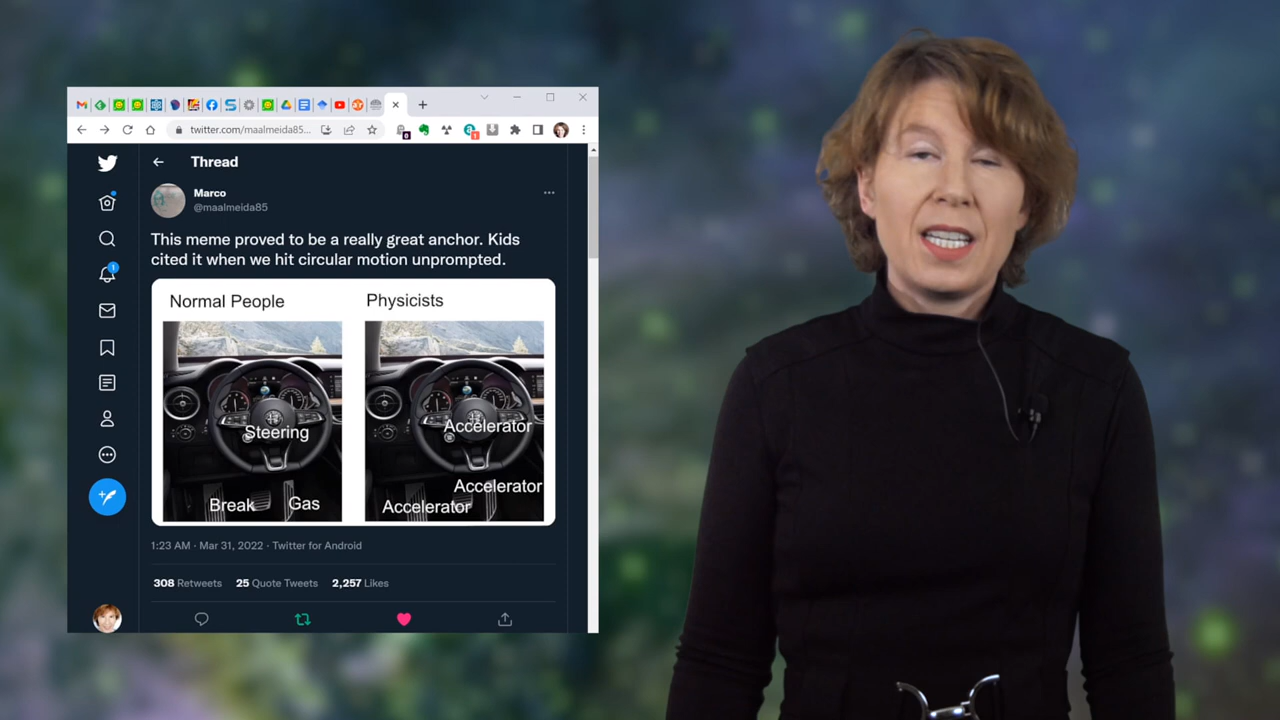 twitter.com/maalmeida85...
Thread
Marco
@maalmeida85
This meme proved to be a really great anchor. Kids
cited it when we hit circular motion unprompted.
Normal People
Physicists
Steering
Break
Gas
Accelerator
Accelerator
Accelerator
1:23 AM · Mar 31, 2022 · Twitter for Android
308 Retweets 25 Quote Tweets 2,257 Likes